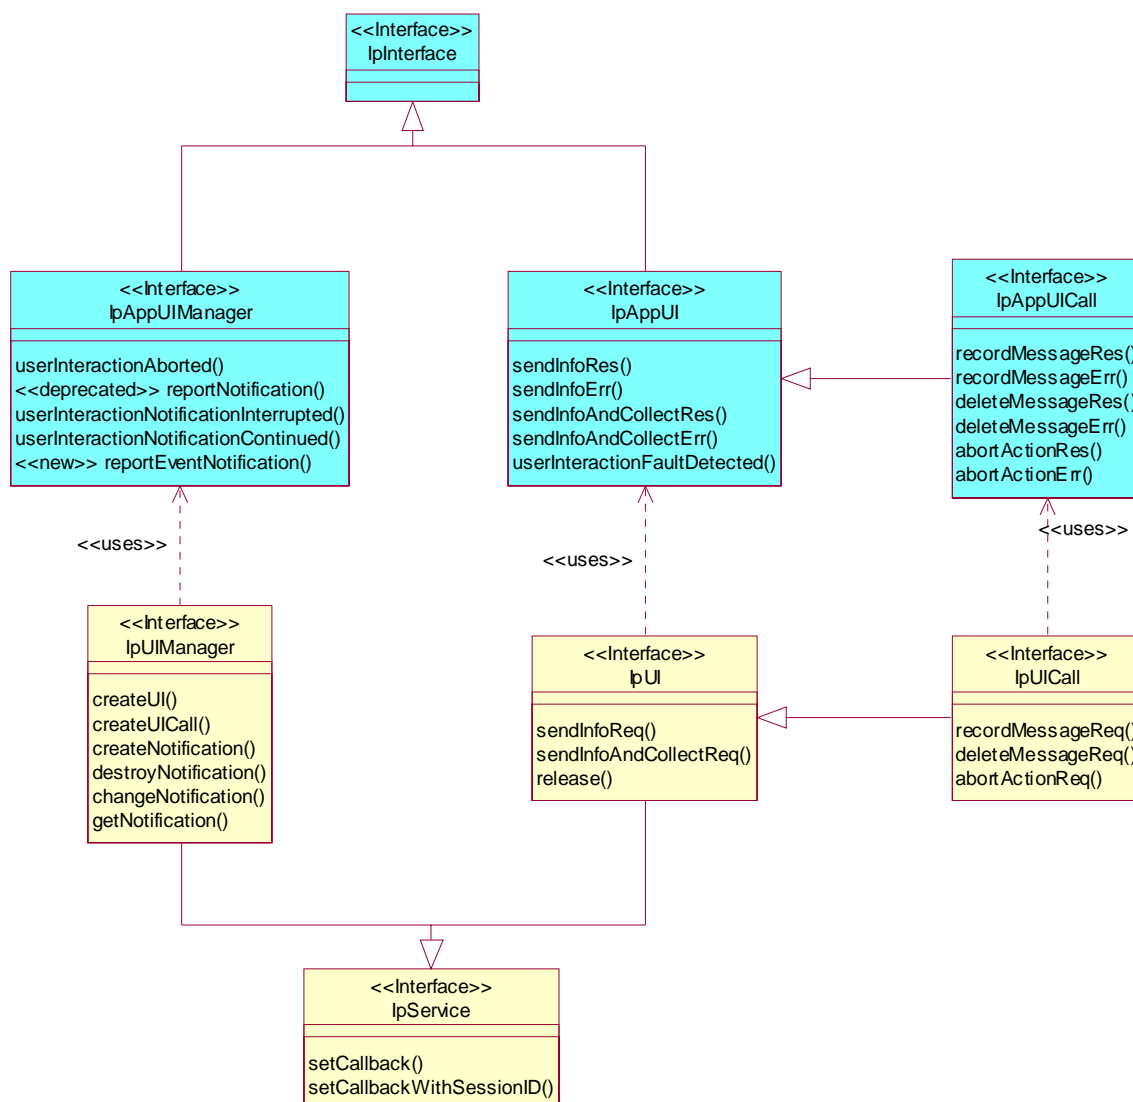 <<Interface>>
IpInterface
<<Interface>>
IpAppUIManager
userInteractionAborted()
<<deprecated>> reportNotification()
userInteractionNotificationInterrupted()
userInteractionNotificationContinued()
<<new>> reportEventNotification()
<<Interface>>
IpAppUI
sendInfoRes()
sendInfoErr()
sendInfoAndCollectRes()
sendInfoAndCollectErr()
userInteractionFaultDetected()
<<Interface>>
IpAppUICall
recordMessageRes()
recordMessageErr()
deleteMessageRes()
deleteMessageErr()
abortActionRes()
abortActionErr()
<<uses>>
<<uses>>
<<uses>>
<<Interface>>
IpUIManager
createUI()
createUICall()
createNotification()
destroyNotification()
changeNotification()
getNotification()
<<Interface>>
IpUI
sendInfoReq()
sendInfoAndCollectReq()
release()
<<Interface>>
IpUICall
recordMessageReq()
deleteMessageReq()
abortActionReq()
<<Interface>>
IpService
setCallback()
setCallbackWithSessionID()